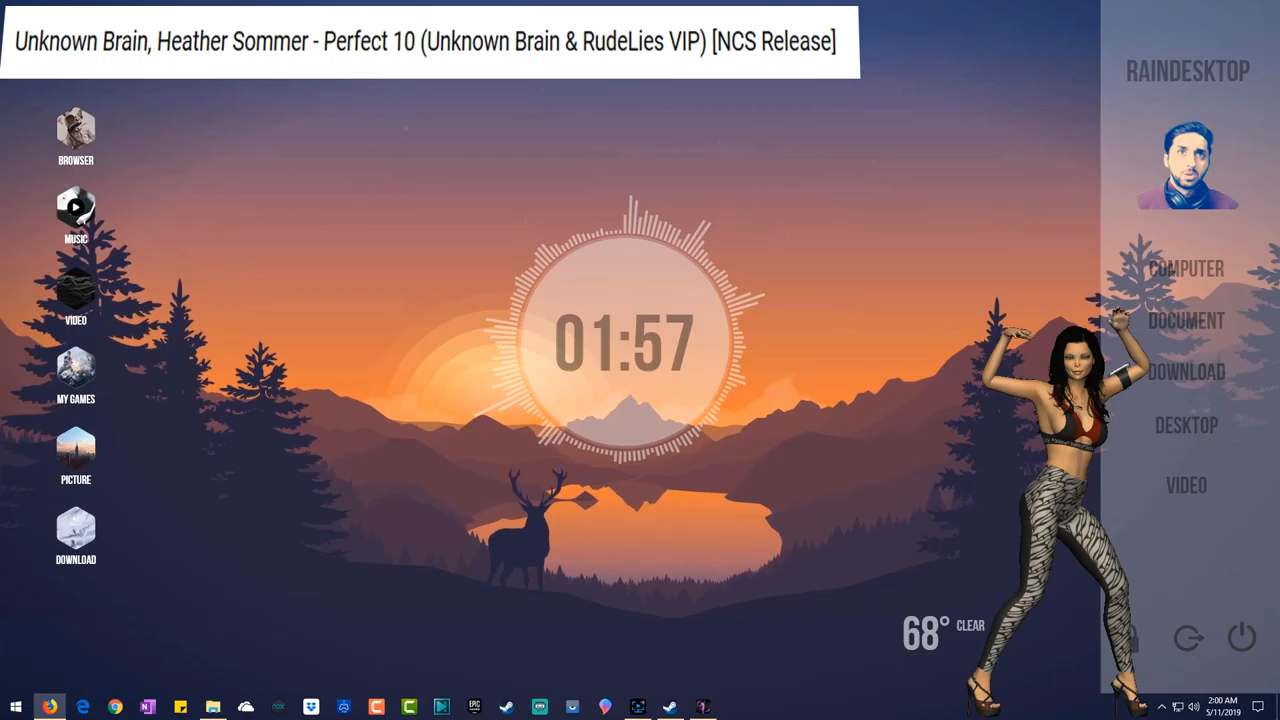 Unknown Brain, Heather Sommer - Perfect 10 (Unknown Brain & RudeLies VIP) [NCS Release]
RAINDESKTOP
BROWSER
MUSIC
VIDEO
MY GAMES
PICTURE
DOWNLOAD
01:57
COMPUTER
DOCUMENT
DOWNLOAD
DESKTOP
VIDEO
68° CLEAR
EPIC
2:00 AM
5/11/2019